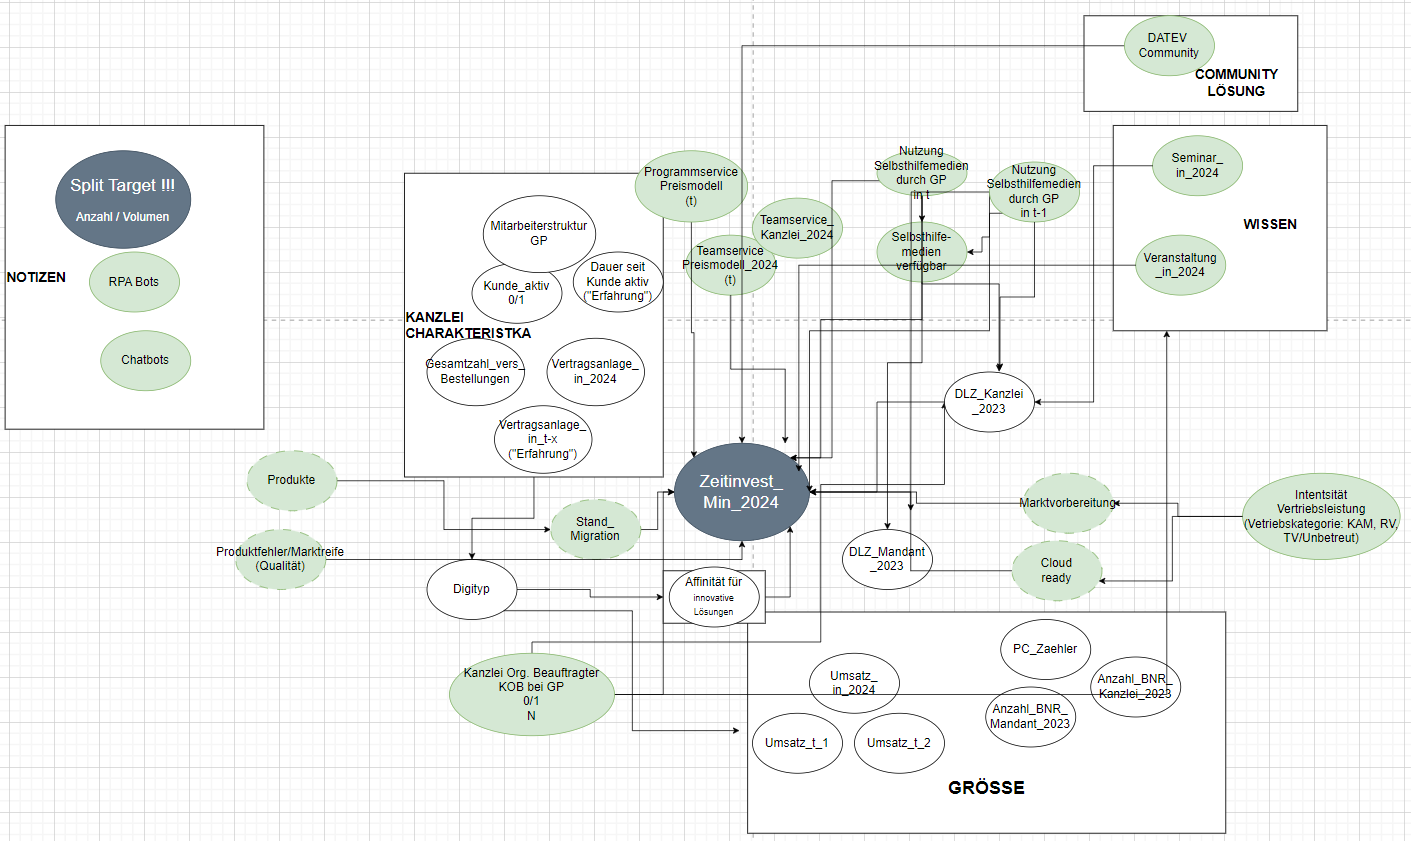 DATEV
Community
COMMUNITY
LÖSUNG
NOTIZEN
Split Target !!!
Anzahl / Volumen
RPA Bots
Chatbots
KANZLEI
CHARAKTERISTKA
Mitarbeiterstruktur
GP
Kunde_aktiv
0/1
Dauer seit
Kunde aktiv
("Erfahrung")
Gesamtzahl_vers_
Bestellungen
Vertragsanlage_
in_2024
Vertragsanlage_
in_t-x
("Erfahrung")
Programmservice
Preismodell
(t)
Teamservice_
Kanzlei_2024
Teamservice
Preismodell_2024
(t)
Nutzung
Selbsthilfemedien
durch GP
in t
Nutzung
Selbsthilfemedien
durch GP
in t-1
Selbsthilfe-
medien
verfügbar
Seminar_
in_2024
WISSEN
Veranstaltung_
in_2024
DLZ_Kanzlei
_2023
Produkte
Stand_
Migration
Zeitinvest_
Min_2024
Marktvorbereitung
Intentsität
Vertriebsleistung
(Vetriebskategorie: KAM, RV,
TV/Unbetreut)
Produktfehler/Marktreife
(Qualität)
Digityp
Affinität für
innovative
Lösungen
DLZ_Mandant
_2023
Cloud
ready
Kanzlei Org. Beauftragter
KOB bei GP
0/1
N
Umsatz_
in_2024
PC_Zaehler
Anzahl_BNR_
Kanzlei_2023
Anzahl_BNR_
Mandant_2023
Umsatz_t_1
Umsatz_t_2
GRÖSSE